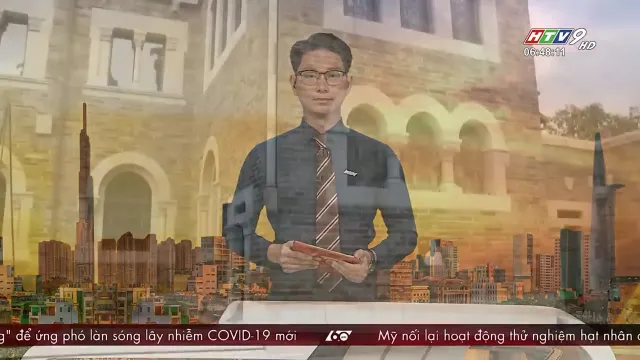 HTV9 HD
06:48:11
g" để ứng phó làn sóng lây nhiễm COVID-19 mới 60 Mỹ nối lại hoạt động thử nghiệm hạt nhân